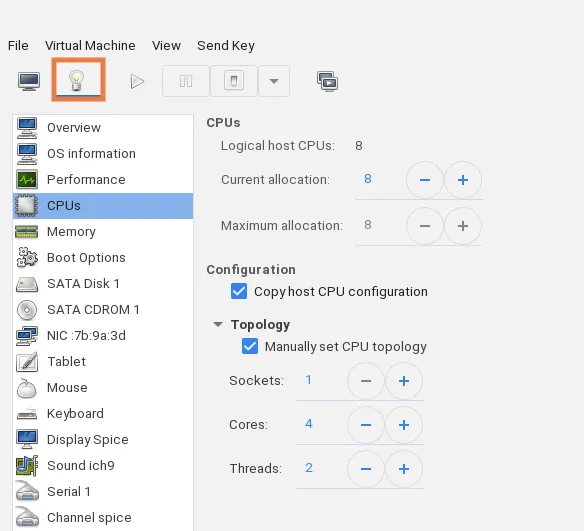 File Virtual Machine View Send Key
Overview
OS information
Performance
CPUs
Memory
Boot Options
SATA Disk 1
SATA CDROM 1
NIC :7b:9a:3d
Tablet
Mouse
Keyboard
Display Spice
Sound ich9
Serial 1
Channel spice
CPUs
Logical host CPUs: 8
Current allocation: 8
Maximum allocation: 8
Configuration
Copy host CPU configuration
Topology
Manually set CPU topology
Sockets: 1
Cores: 4
Threads: 2